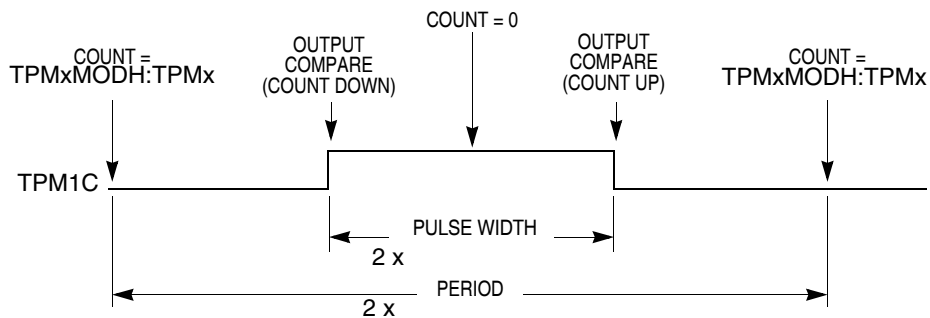 COUNT = 0
COUNT =
TPMxMODH:TPMx
OUTPUT
COMPARE
(COUNT DOWN)
OUTPUT
COMPARE
(COUNT UP)
COUNT =
TPMxMODH:TPMx
TPM1C
PULSE WIDTH
2 x
PERIOD
2 x